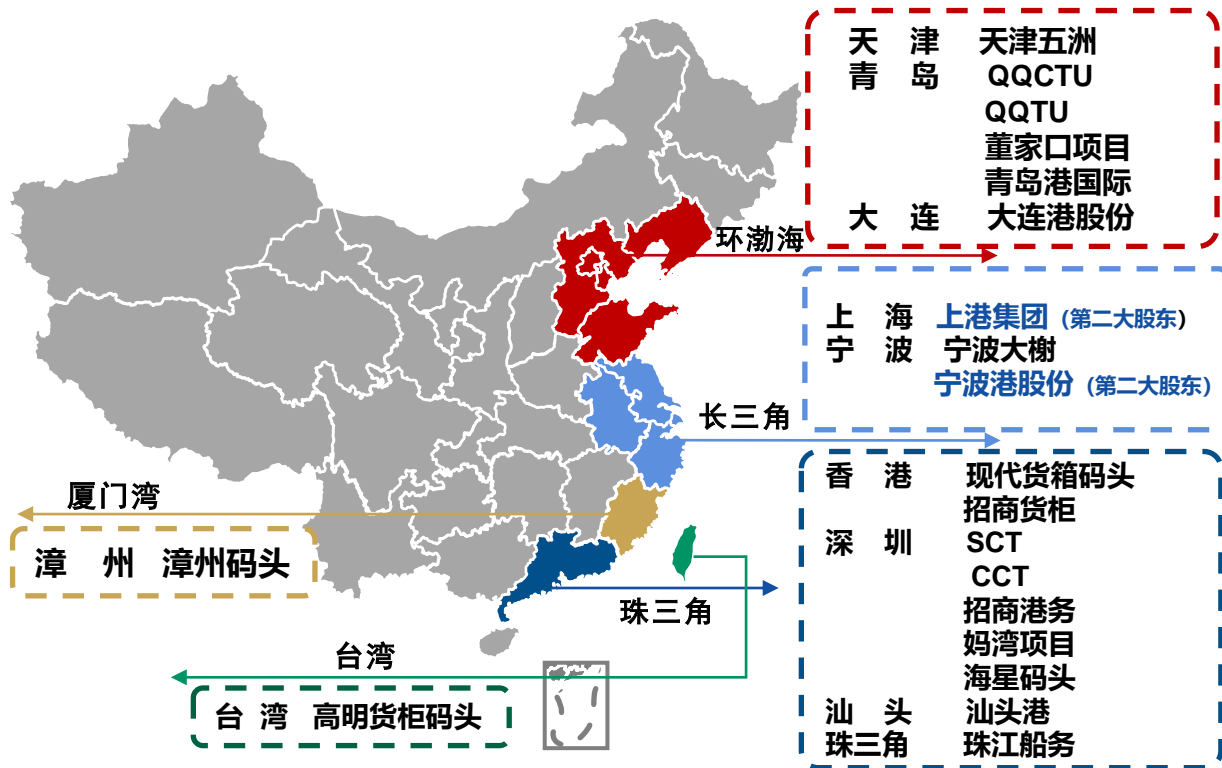 天 津 天津五洲
青 岛 QQCTU
QQTU
董家口项目
青岛港国际
大 连 大连港股份
环渤海
上 海 上港集团（第二大股东）
宁 波 宁波大榭
宁波港股份（第二大股东）
长三角
香 港 现代货箱码头
招商货柜
深 圳 SCT
CCT
招商港务
妈湾项目
海星码头
汕 头 汕头港
珠三角 珠江船务
珠三角
厦门湾
漳 州 漳州码头
台湾
台 湾 高明货柜码头